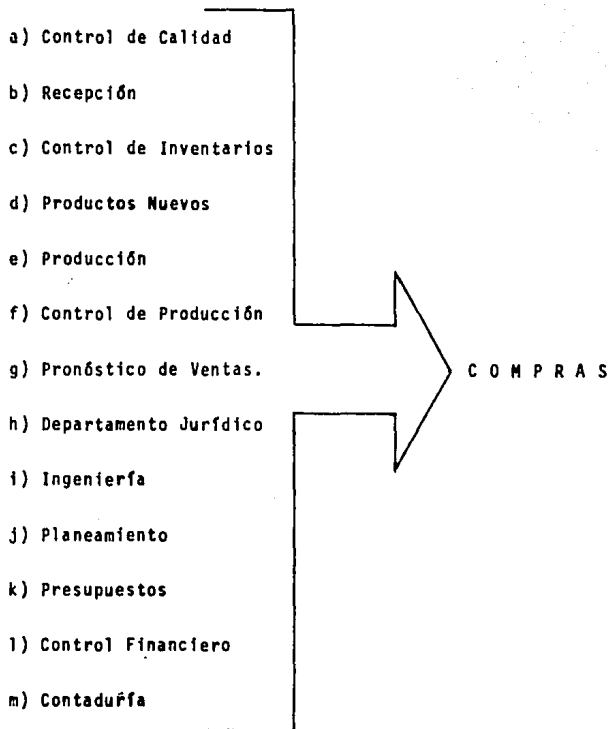 a) Control de Calidad
b) Recepción
c) Control de Inventarios
d) Productos Nuevos
e) Producción
f) Control de Producción
g) Pronóstico de Ventas.
C O M P R A S
h) Departamento Jurídico
i) Ingeniería
j) Planeamiento
k) Presupuestos
l) Control Financiero
m) Contaduría